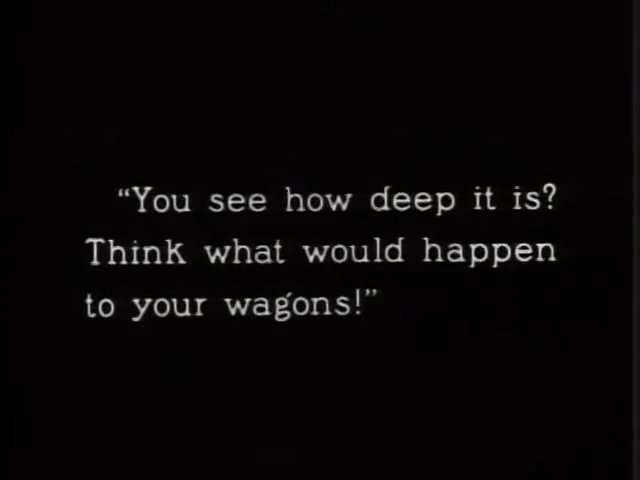 “You see how deep it is?
Think what would happen
to your wagons!”